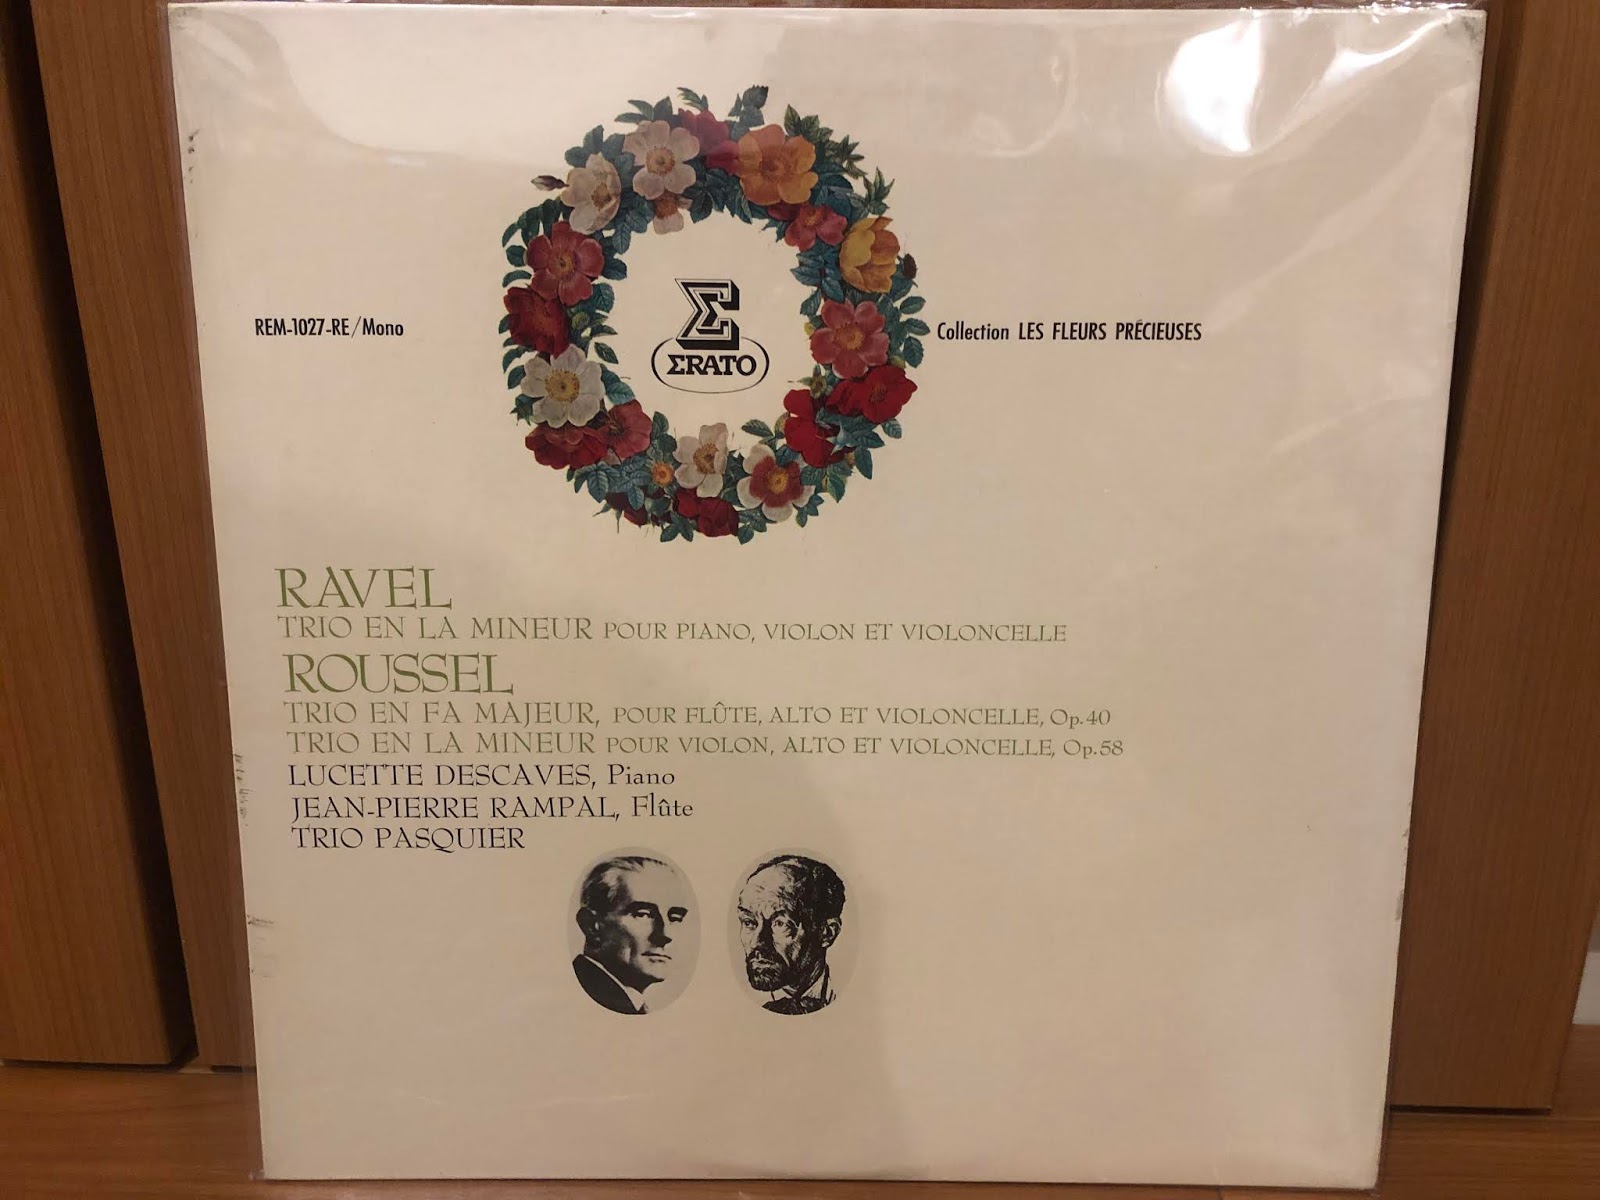 REM-1027-RE/Mono
ΣRATO
Collection LES FLEURS PRÉCIEUSES
RAVEL
TRIO EN LA MINEUR POUR PIANO, VIOLON ET VIOLONCELLE
ROUSSEL
TRIO EN FA MAJEUR, POUR FLÛTE, ALTO ET VIOLONCELLE, Op.40
TRIO EN LA MINEUR POUR VIOLON, ALTO ET VIOLONCELLE, Op.58
LUCETTE DESCAVES, Piano
JEAN-PIERRE RAMPAL, Flûte
TRIO PASQUIER